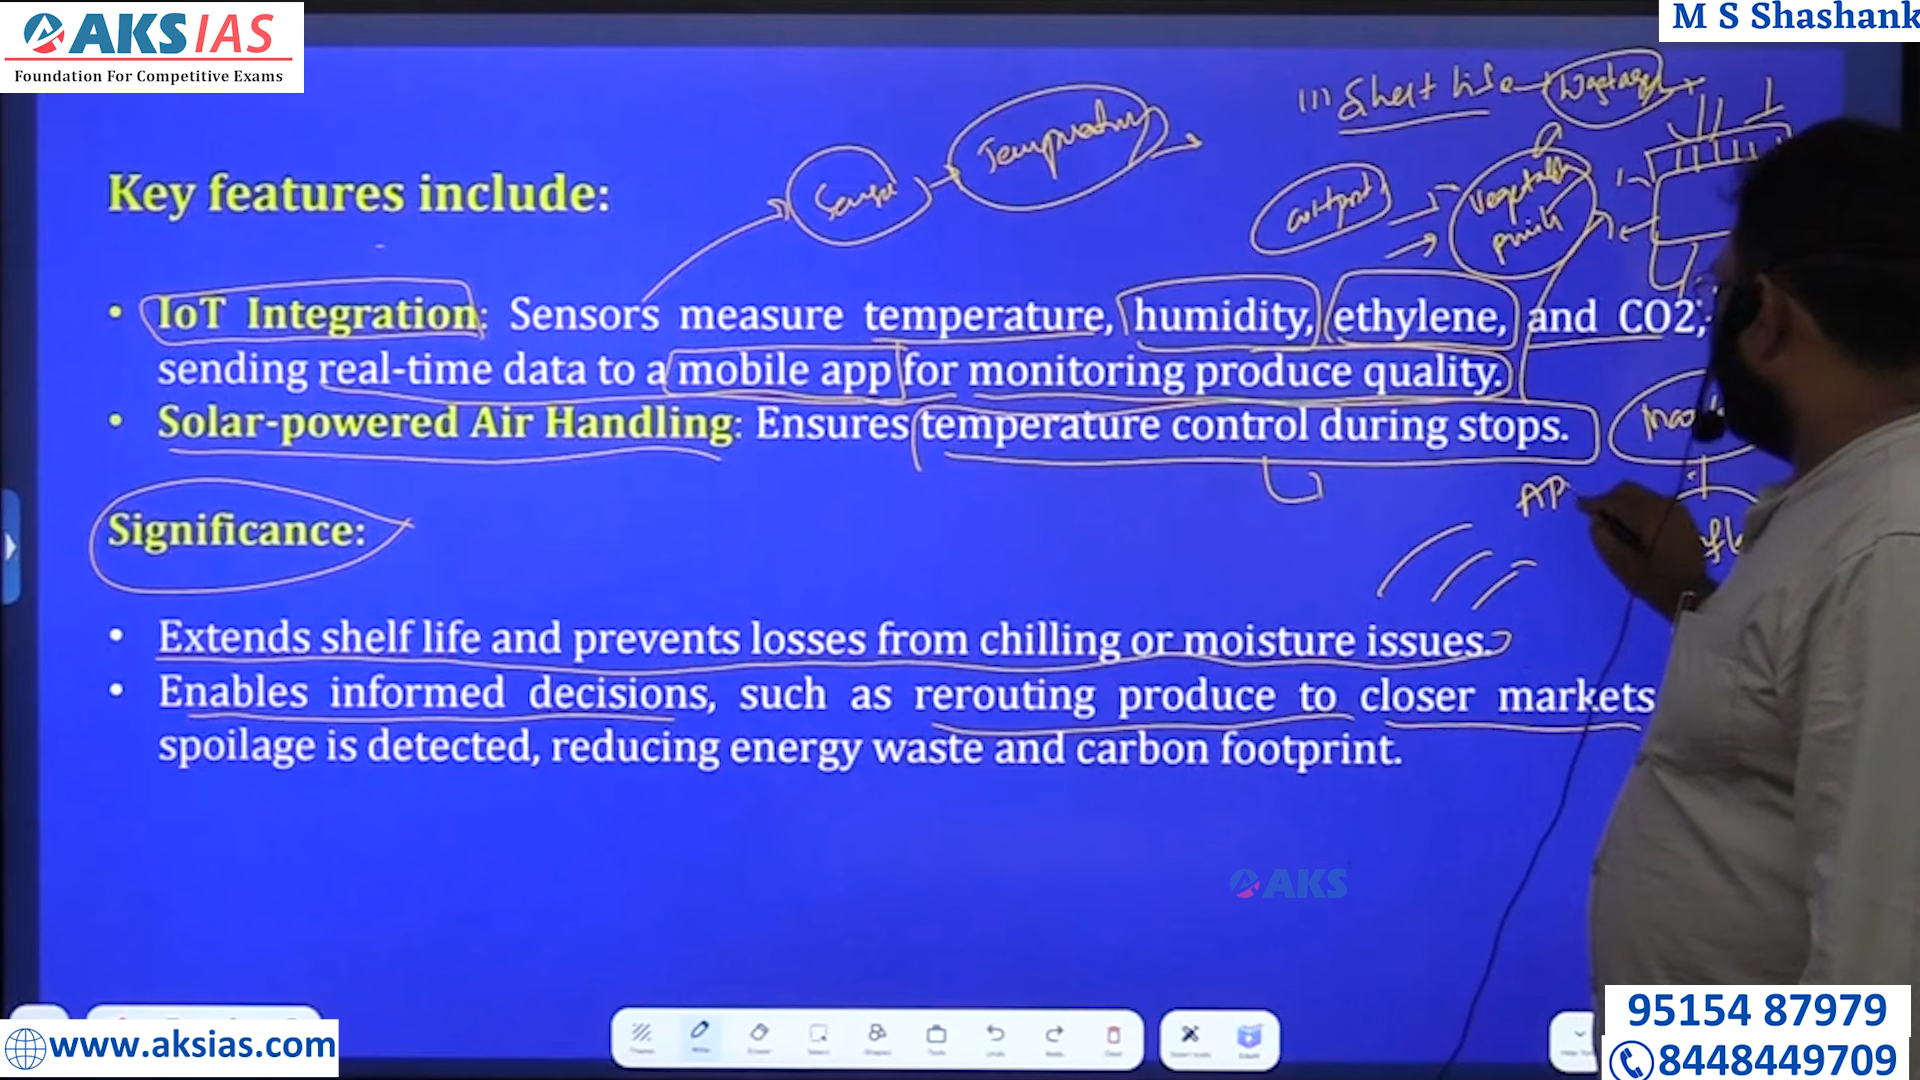 AKS IAS
Foundation For Competitive Exams
M S Shashank
Key features include:
Temperature
Shelf life
• IoT Integration: Sensors measure temperature, humidity, ethylene, and CO2,
sending real-time data to a mobile app for monitoring produce quality.
• Solar-powered Air Handling: Ensures temperature control during stops.
AP
Significance:
• Extends shelf life and prevents losses from chilling or moisture issues.
• Enables informed decisions, such as rerouting produce to closer markets
spoilage is detected, reducing energy waste and carbon footprint.
AKS
www.aksias.com
95154 87979
8448449709